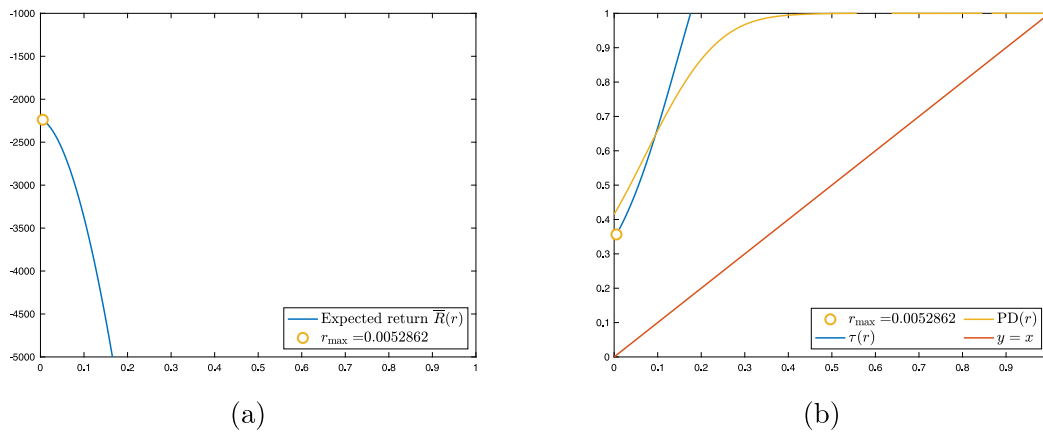 -1000
-1500
-2000
-2500
-3000
-3500
-4000
-4500
-5000
0 0.1 0.2 0.3 0.4 0.5 0.6 0.7 0.8 0.9 1
Expected return R̅(r)
r_max =0.0052862
(a)
1
0.9
0.8
0.7
0.6
0.5
0.4
0.3
0.2
0.1
0
0 0.1 0.2 0.3 0.4 0.5 0.6 0.7 0.8 0.9
r_max =0.0052862 PD(r)
τ(r) y = x
(b)